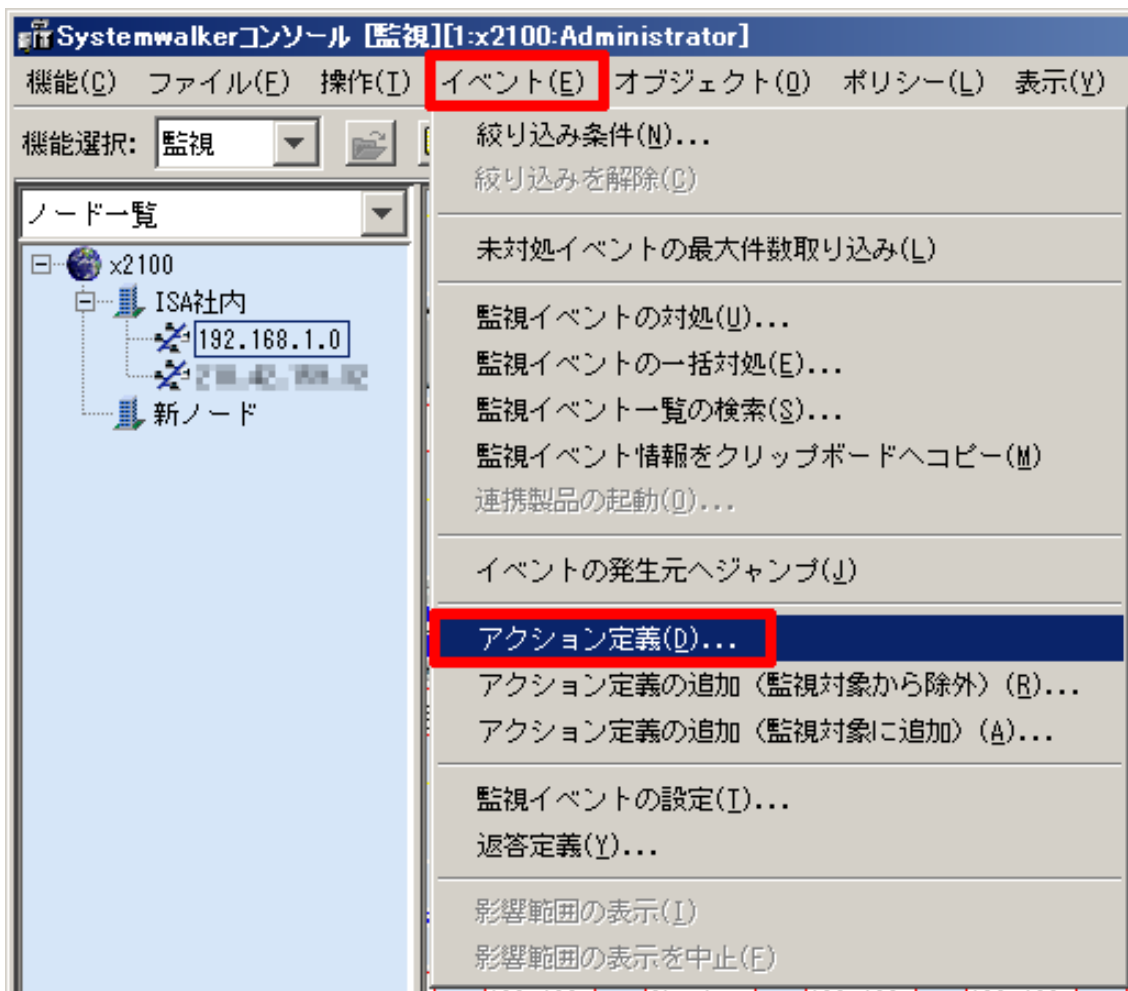 Systemwalkerコンソール [監視][1:x2100:Administrator]
機能(C) ファイル(F) 操作(T) イベント(E) オブジェクト(O) ポリシー(L) 表示(V)
機能選択: 監視
ノード一覧
x2100
ISA社内
192.168.1.0
新ノード
絞り込み条件(N)...
絞り込みを解除(C)
未対処イベントの最大件数取り込み(L)
監視イベントの対処(U)...
監視イベントの一括対処(E)...
監視イベント一覧の検索(S)...
監視イベント情報をクリップボードへコピー(M)
連携製品の起動(O)...
イベントの発生元へジャンプ(J)
アクション定義(D)...
アクション定義の追加（監視対象から除外）(R)...
アクション定義の追加（監視対象に追加）(A)...
監視イベントの設定(T)...
返答定義(Y)...
影響範囲の表示(I)
影響範囲の表示を中止(F)